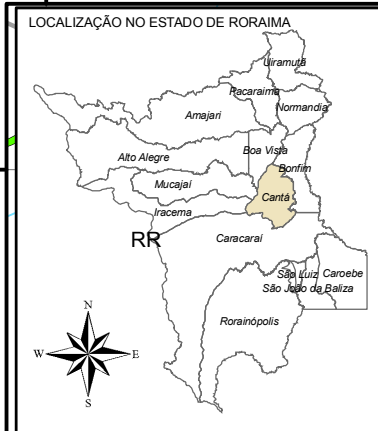 LOCALIZAÇÃO NO ESTADO DE RORAIMA
Uiramutã
Pacaraima
Amajari
Normandia
Boa Vista
Alto Alegre
Bonfim
Mucajaí
Cantá
Iracema
RR
Caracaraí
São Luiz
Caroebe
São João da Baliza
Rorainópolis
N
W
E
S